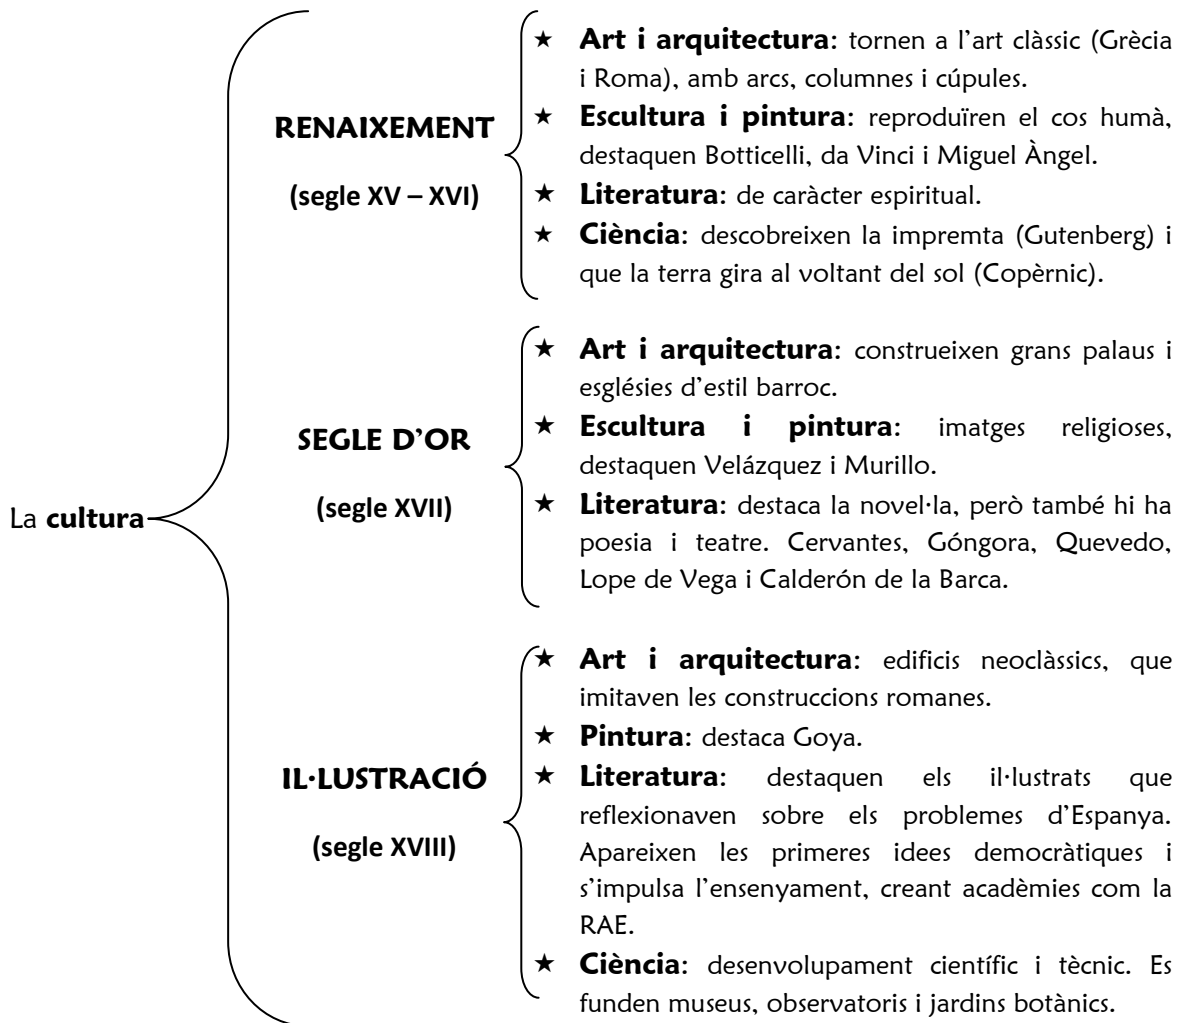 La cultura
RENAIXEMENT
(segle XV – XVI)
★ Art i arquitectura: tornen a l’art clàssic (Grècia
i Roma), amb arcs, columnes i cúpules.
★ Escultura i pintura: reproduïren el cos humà,
destaquen Botticelli, da Vinci i Miguel Àngel.
★ Literatura: de caràcter espiritual.
★ Ciència: descobreixen la impremta (Gutenberg) i
que la terra gira al voltant del sol (Copèrnic).
SEGLE D’OR
(segle XVII)
★ Art i arquitectura: construeixen grans palaus i
esglésies d’estil barroc.
★ Escultura i pintura: imatges religioses,
destaquen Velázquez i Murillo.
★ Literatura: destaca la novel·la, però també hi ha
poesia i teatre. Cervantes, Góngora, Quevedo,
Lope de Vega i Calderón de la Barca.
IL·LUSTRACIÓ
(segle XVIII)
★ Art i arquitectura: edificis neoclàssics, que
imitaven les construccions romanes.
★ Pintura: destaca Goya.
★ Literatura: destaquen els il·lustrats que
reflexionaven sobre els problemes d’Espanya.
Apareixen les primeres idees democràtiques i
s’impulsa l’ensenyament, creant acadèmies com la
RAE.
★ Ciència: desenvolupament científic i tècnic. Es
funden museus, observatoris i jardins botànics.